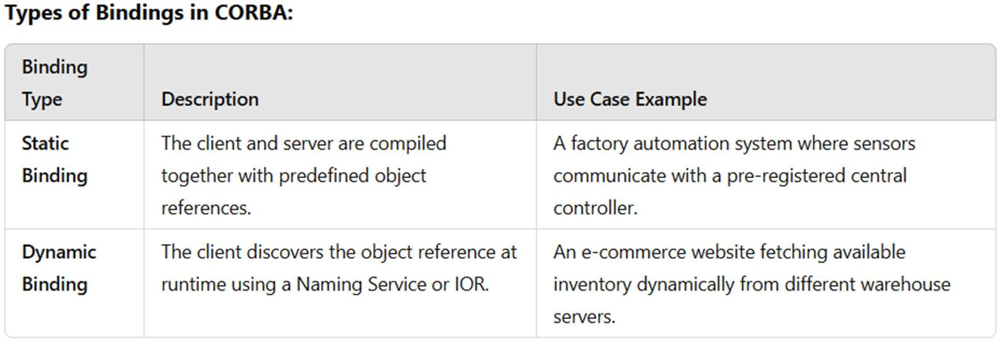 Types of Bindings in CORBA:
Binding
Type
Description
Use Case Example
Static
Binding
The client and server are compiled
together with predefined object
references.
A factory automation system where sensors
communicate with a pre-registered central
controller.
Dynamic
Binding
The client discovers the object reference at
runtime using a Naming Service or IOR.
An e-commerce website fetching available
inventory dynamically from different warehouse
servers.